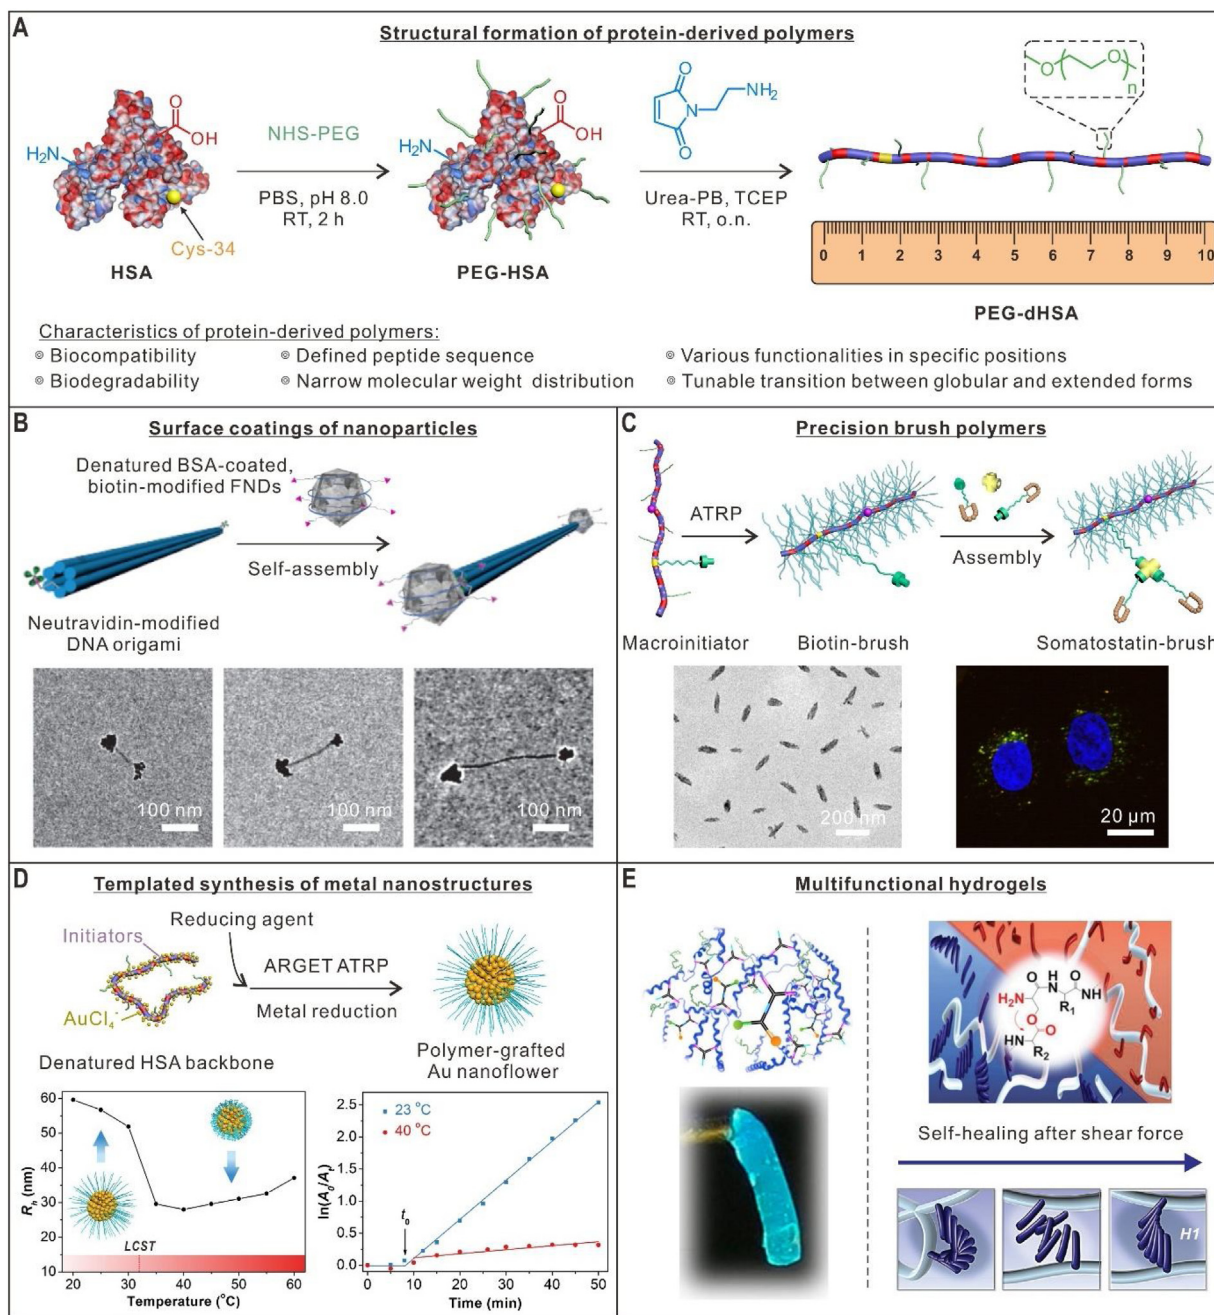 A
Structural formation of protein-derived polymers
O
OH
H₂N
Cys-34
HSA
NHS-PEG
PBS, pH 8.0
RT, 2 h
O
OH
H₂N
PEG-HSA
O
N
O
NH₂
Urea-PB, TCEP
RT, o.n.
O
O
n
0 1 2 3 4 5 6 7 8 9 10
PEG-dHSA
Characteristics of protein-derived polymers:
Biocompatibility
Defined peptide sequence
Various functionalities in specific positions
Biodegradability
Narrow molecular weight distribution
Tunable transition between globular and extended forms
B
Surface coatings of nanoparticles
Denatured BSA-coated,
biotin-modified FNDs
Self-assembly
Neutravidin-modified
DNA origami
100 nm
100 nm
100 nm
C
Precision brush polymers
ATRP
Assembly
Macroinitiator
Biotin-brush
Somatostatin-brush
200 nm
20 μm
D
Templated synthesis of metal nanostructures
Reducing agent
Initiators
ARGET ATRP
Metal reduction
AuCl₄⁻
Denatured HSA backbone
Polymer-grafted
Au nanoflower
60
50
40
30
20
10
Rₕ (nm)
LCST
20 30 40 50 60
Temperature (°C)
2.5
2.0
1.5
1.0
0.5
0.0
ln(A₀/Aₜ)
23 °C
40 °C
t₀
0 10 20 30 40 50
Time (min)
E
Multifunctional hydrogels
O
H
N
O
NH
H₂N
R₁
O
O
HN
R₂
Self-healing after shear force
H1